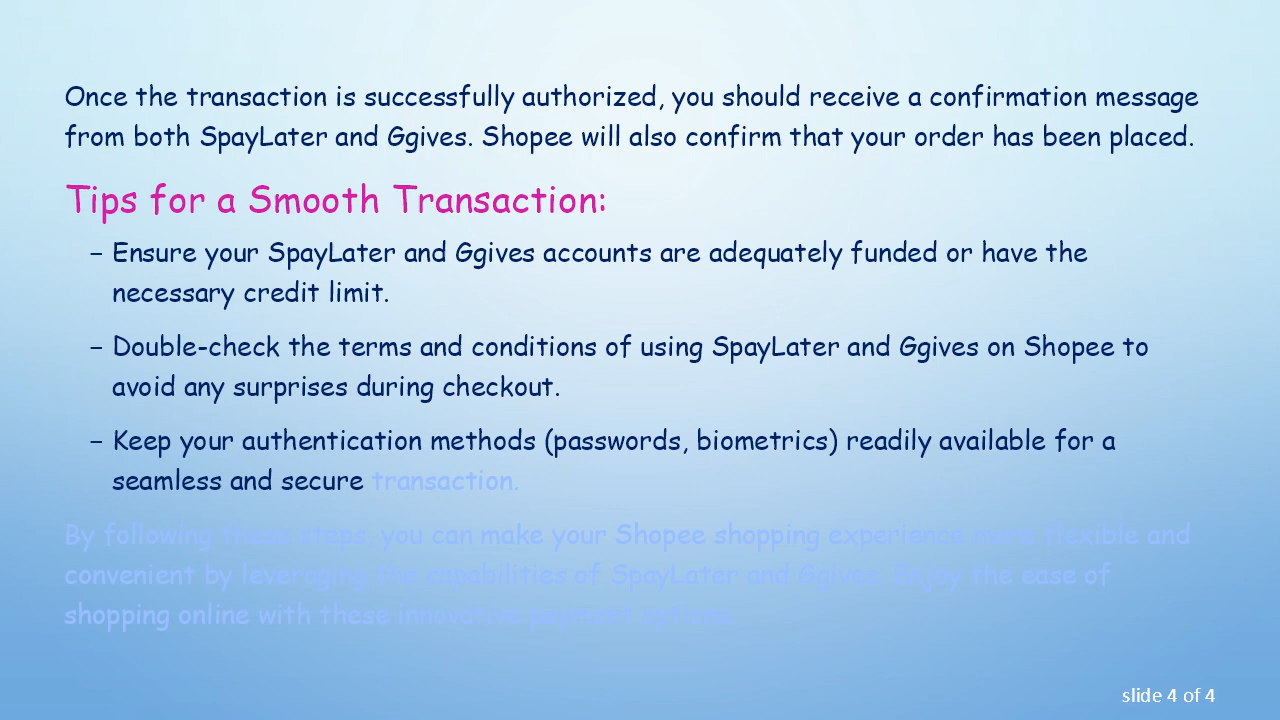 Once the transaction is successfully authorized, you should receive a confirmation message
from both SpayLater and Ggives. Shopee will also confirm that your order has been placed.
Tips for a Smooth Transaction:
– Ensure your SpayLater and Ggives accounts are adequately funded or have the
necessary credit limit.
– Double-check the terms and conditions of using SpayLater and Ggives on Shopee to
avoid any surprises during checkout.
– Keep your authentication methods (passwords, biometrics) readily available for a
seamless and secure transaction.
By following these steps, you can make your Shopee shopping experience more flexible and
convenient by leveraging the capabilities of SpayLater and Ggives. Enjoy the ease of
shopping online with these innovative payment options.
slide 4 of 4